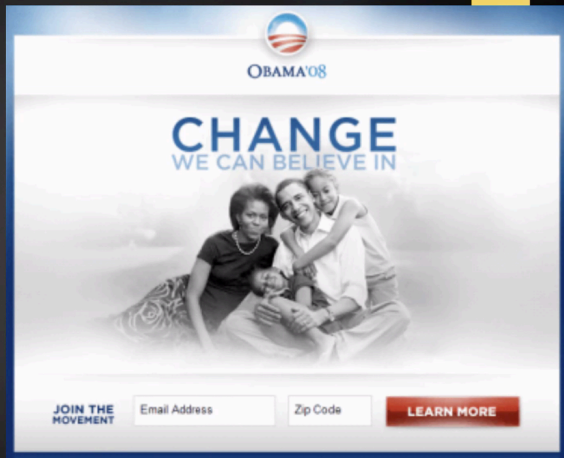 OBAMA'08
CHANGE
WE CAN BELIEVE IN
JOIN THE
MOVEMENT
Email Address
Zip Code
LEARN MORE